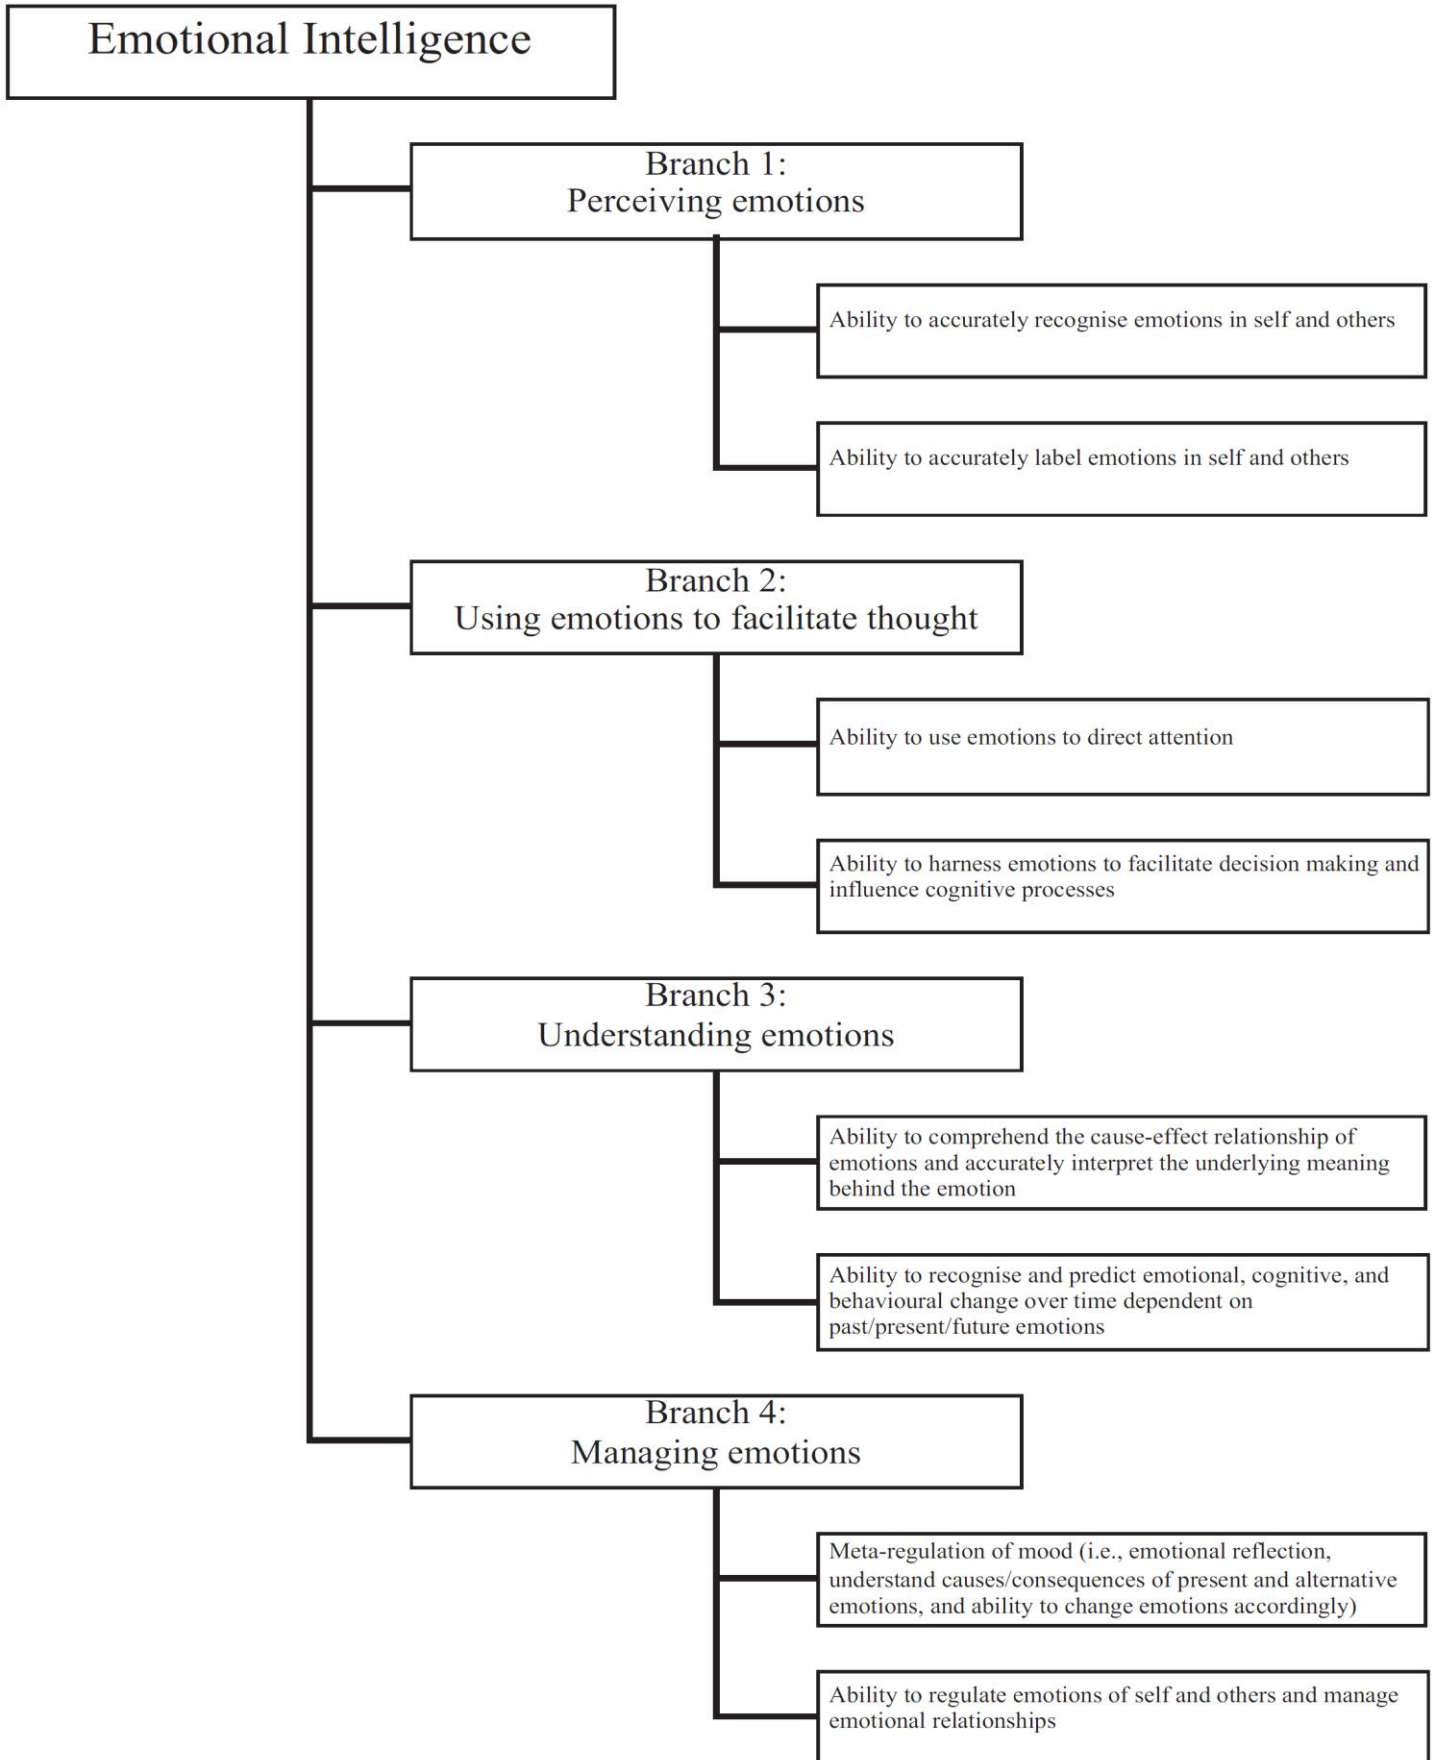 Emotional Intelligence
Branch 1:
Perceiving emotions
Ability to accurately recognise emotions in self and others
Ability to accurately label emotions in self and others
Branch 2:
Using emotions to facilitate thought
Ability to use emotions to direct attention
Ability to harness emotions to facilitate decision making and
influence cognitive processes
Branch 3:
Understanding emotions
Ability to comprehend the cause-effect relationship of
emotions and accurately interpret the underlying meaning
behind the emotion
Ability to recognise and predict emotional, cognitive, and
behavioural change over time dependent on
past/present/future emotions
Branch 4:
Managing emotions
Meta-regulation of mood (i.e., emotional reflection,
understand causes/consequences of present and alternative
emotions, and ability to change emotions accordingly)
Ability to regulate emotions of self and others and manage
emotional relationships